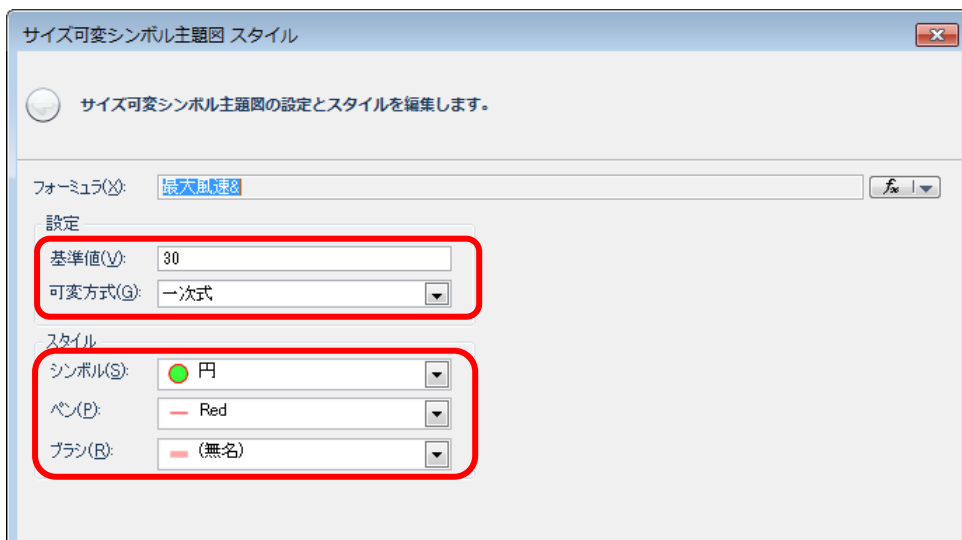 サイズ可変シンボル主題図 スタイル
サイズ可変シンボル主題図の設定とスタイルを編集します。
フォーミュラ(X): 最大風速& fx
設定
基準値(V): 30
可変方式(G): 一次式
スタイル
シンボル(S): 円
ペン(P): Red
ブラシ(R): (無名)